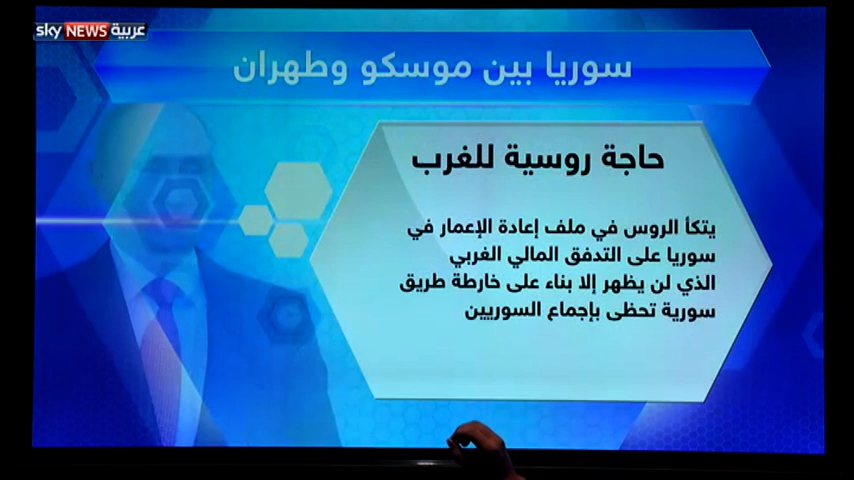 sky NEWS عربية
سوريا بين موسكو وطهران
حاجة روسية للغرب
يتكأ الروس في ملف إعادة الإعمار في
سوريا على التدفق المالي الغربي
الذي لن يظهر إلا بناء على خارطة طريق
سورية تحظى بإجماع السوريين